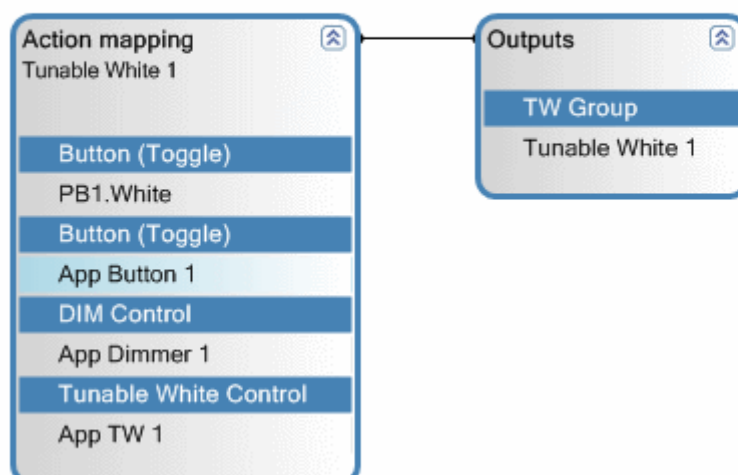 Action mapping
Tunable White 1
Button (Toggle)
PB1.White
Button (Toggle)
App Button 1
DIM Control
App Dimmer 1
Tunable White Control
App TW 1
Outputs
TW Group
Tunable White 1